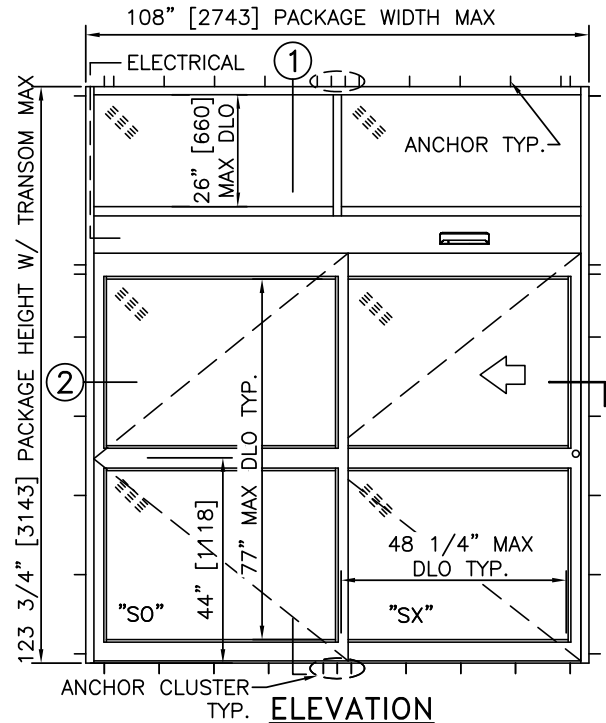 108" [2743] PACKAGE WIDTH MAX
ELECTRICAL
1
123 3/4" [3143] PACKAGE HEIGHT W/ TRANSOM MAX
26" [660]
MAX DLO
ANCHOR TYP.
2
77" MAX DLO TYP.
44" [1118]
48 1/4" MAX
DLO TYP.
"SO"
"SX"
ANCHOR CLUSTER
TYP.
ELEVATION